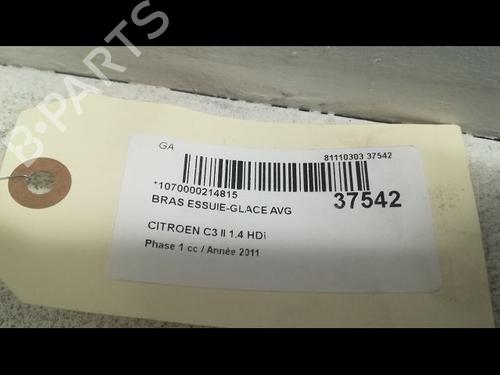 B-PARTS
GA
81110303 37542
*1070000214815
37542
BRAS ESSUIE-GLACE AVG
CITROEN C3 II 1.4 HDi
Phase 1 cc / Année 2011